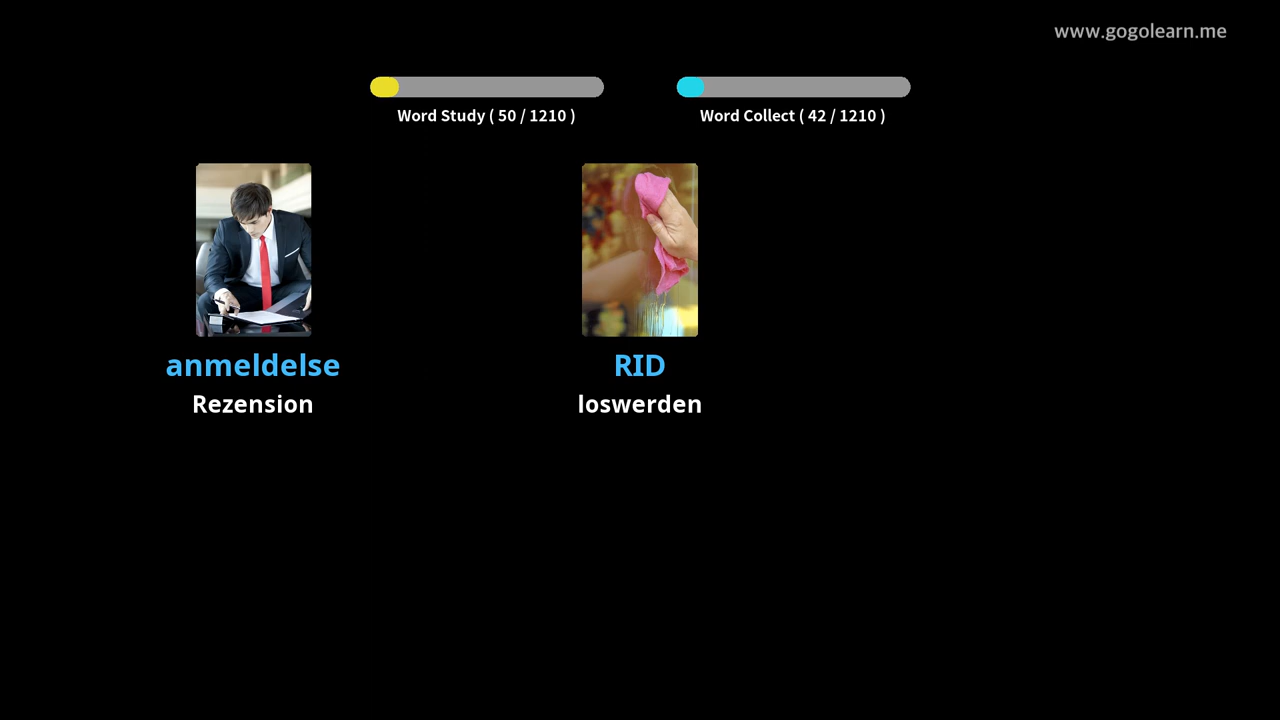 www.gogolearn.me
Word Study ( 50 / 1210 )
Word Collect ( 42 / 1210 )
anmeldelse
Rezension
RID
loswerden